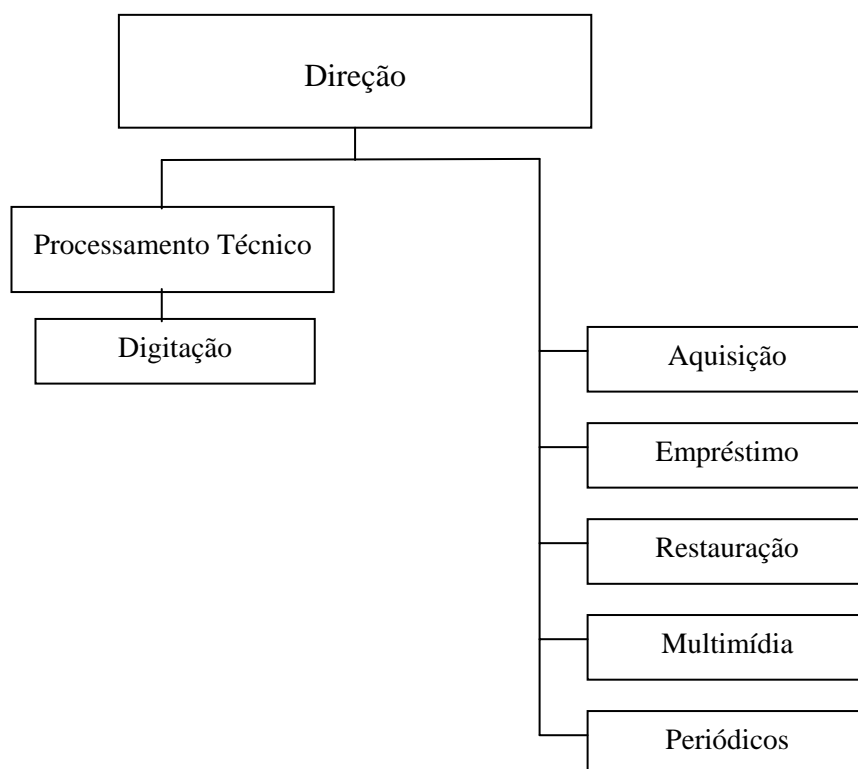 Direção
Processamento Técnico
Digitação
Aquisição
Empréstimo
Restauração
Multimídia
Periódicos